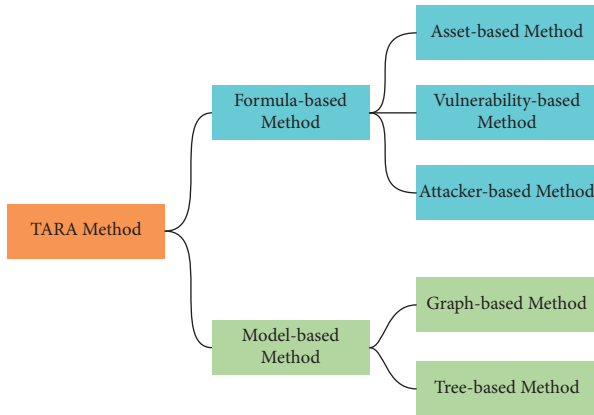 TARA Method
Formula-based
Method
Asset-based Method
Vulnerability-based
Method
Attacker-based Method
Model-based
Method
Graph-based Method
Tree-based Method